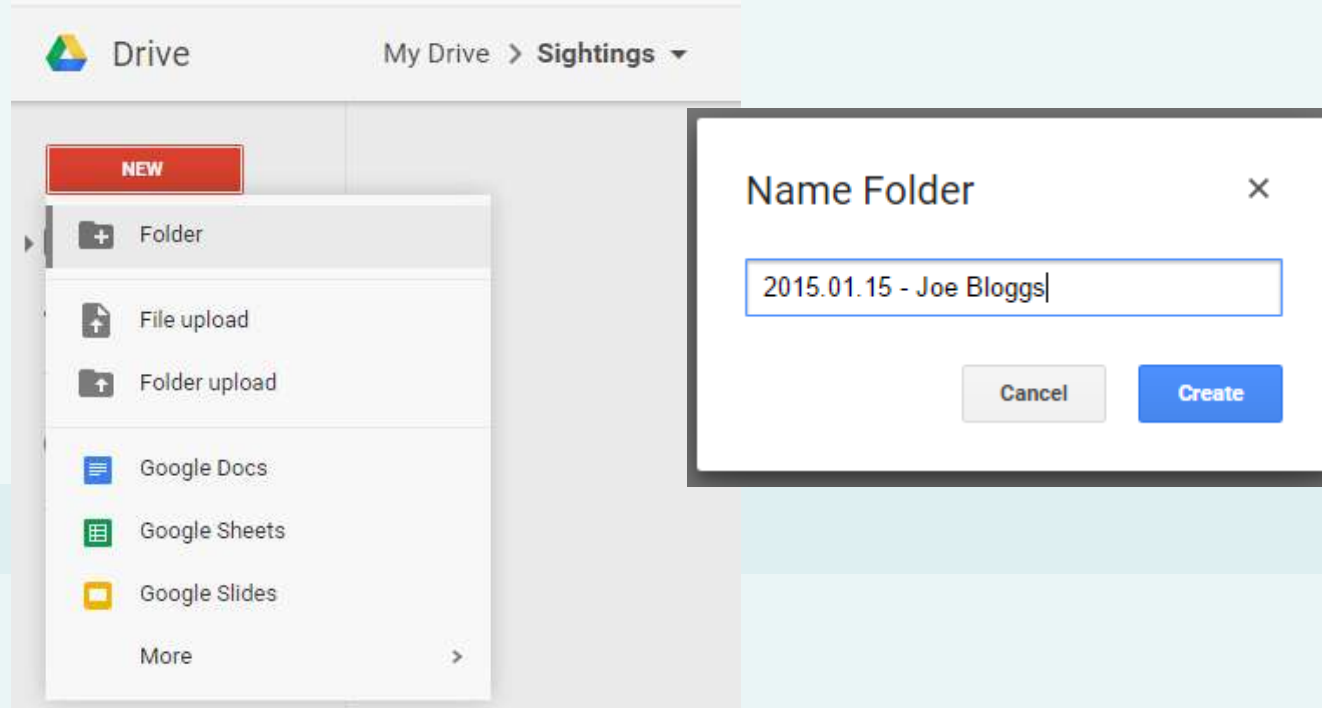 Drive
My Drive > Sightings
NEW
Folder
File upload
Folder upload
Google Docs
Google Sheets
Google Slides
More
Name Folder
2015.01.15 - Joe Bloggs
Cancel
Create